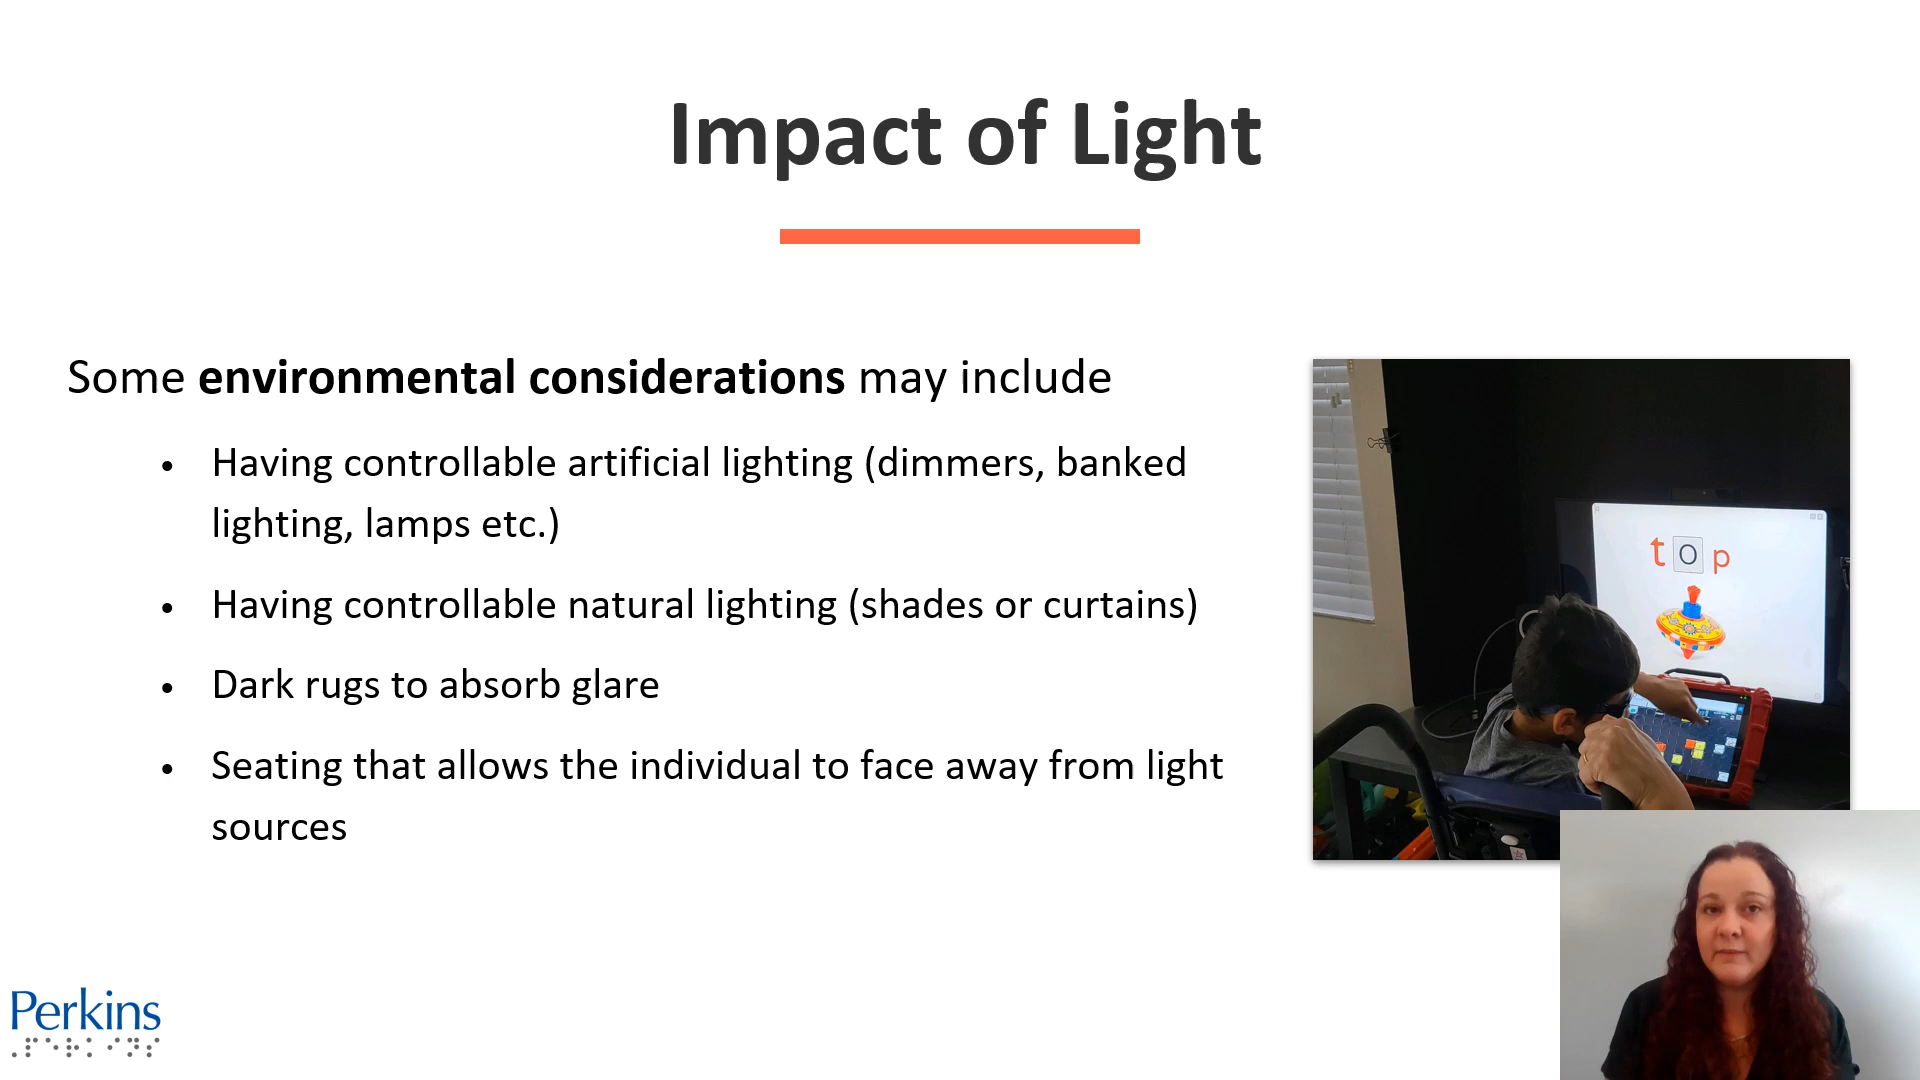 Impact of Light
Some environmental considerations may include
• Having controllable artificial lighting (dimmers, banked
lighting, lamps etc.)
• Having controllable natural lighting (shades or curtains)
• Dark rugs to absorb glare
• Seating that allows the individual to face away from light
sources
t o p
Perkins
⠠⠏⠑⠗⠅⠊⠝⠎